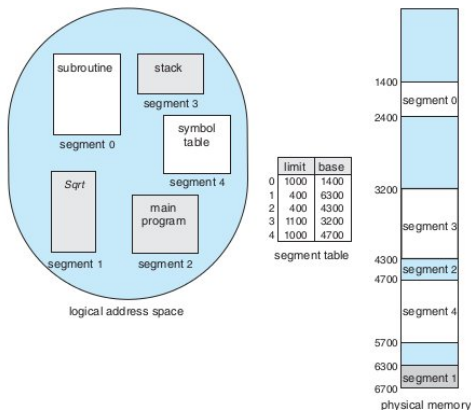 subroutine
segment 0
stack
segment 3
symbol
table
segment 4
Sqrt
segment 1
main
program
segment 2
logical address space
limit base
0 1000 1400
1 400 6300
2 400 4300
3 1100 3200
4 1000 4700
segment table
1400
segment 0
2400
3200
segment 3
4300
segment 2
4700
segment 4
5700
6300
segment 1
6700
physical memory